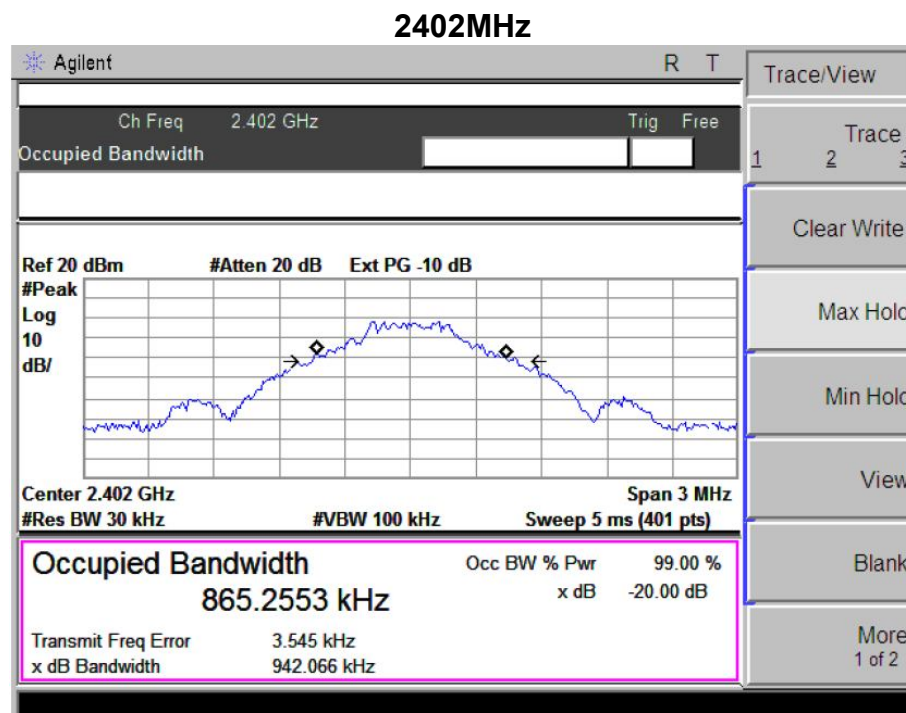 2402MHz
Agilent R T Trace/View
Ch Freq 2.402 GHz Trig Free
Occupied Bandwidth
Trace
1 2 3
Clear Write
Ref 20 dBm #Atten 20 dB Ext PG -10 dB
#Peak
Log
10
dB/
Max Hold
Min Hold
View
Center 2.402 GHz Span 3 MHz
#Res BW 30 kHz #VBW 100 kHz Sweep 5 ms (401 pts)
Occupied Bandwidth Occ BW % Pwr 99.00 %
865.2553 kHz x dB -20.00 dB
Blank
Transmit Freq Error 3.545 kHz
x dB Bandwidth 942.066 kHz
More
1 of 2